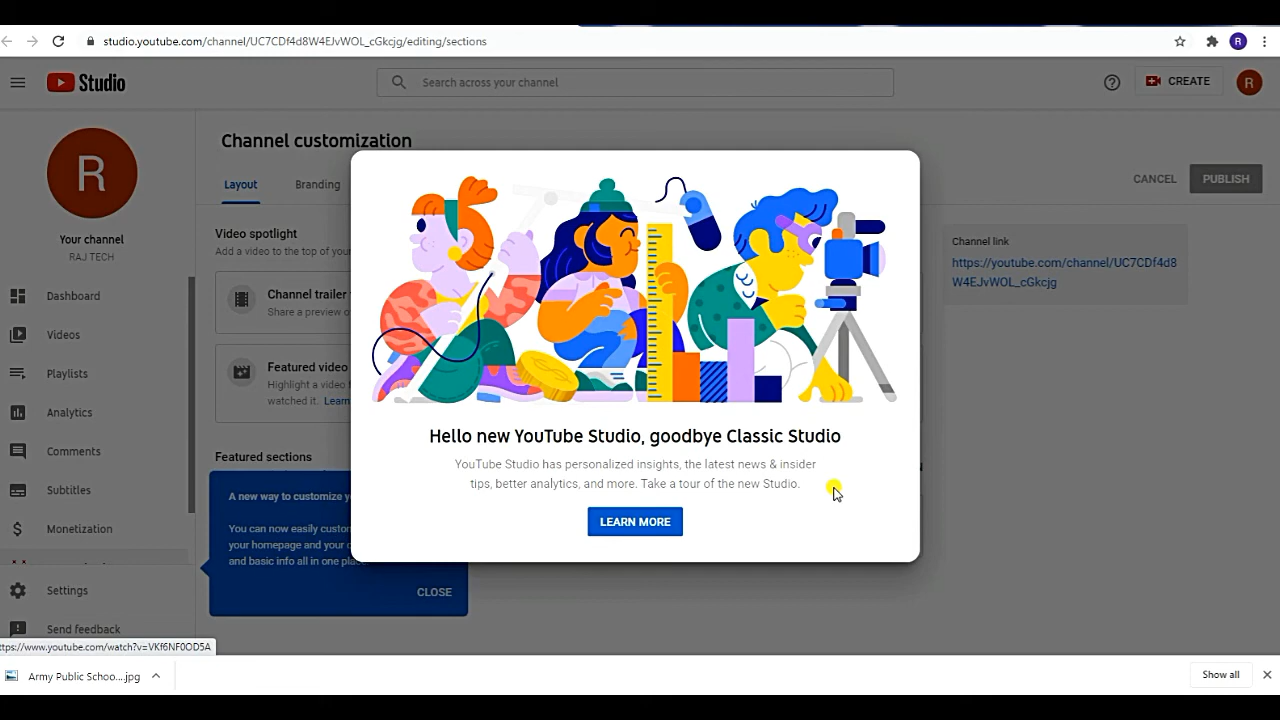 studio.youtube.com/channel/UC7CDf4d8W4EJvWOL_cGkcjg/editing/sections
R
Studio
Search across your channel
CREATE
R
R
Your channel
RAJ TECH
Dashboard
Videos
Playlists
Analytics
Comments
Subtitles
Monetization
Settings
Send feedback
Channel customization
Layout
Branding
CANCEL
PUBLISH
Video spotlight
Add a video to the top of
Channel trailer
Share a preview
Featured video
Highlight a video
watched it. Learn
Featured sections
A new way to customize
You can now easily
your homepage and your
and basic info all in one
CLOSE
Channel link
https://youtube.com/channel/UC7CDf4d8
W4EJvWOL_cGkcjg
Hello new YouTube Studio, goodbye Classic Studio
YouTube Studio has personalized insights, the latest news & insider
tips, better analytics, and more. Take a tour of the new Studio.
LEARN MORE
ttps://www.youtube.com/watch?v=VKf6NF0OD5A
Army Public Schoo....jpg
Show all